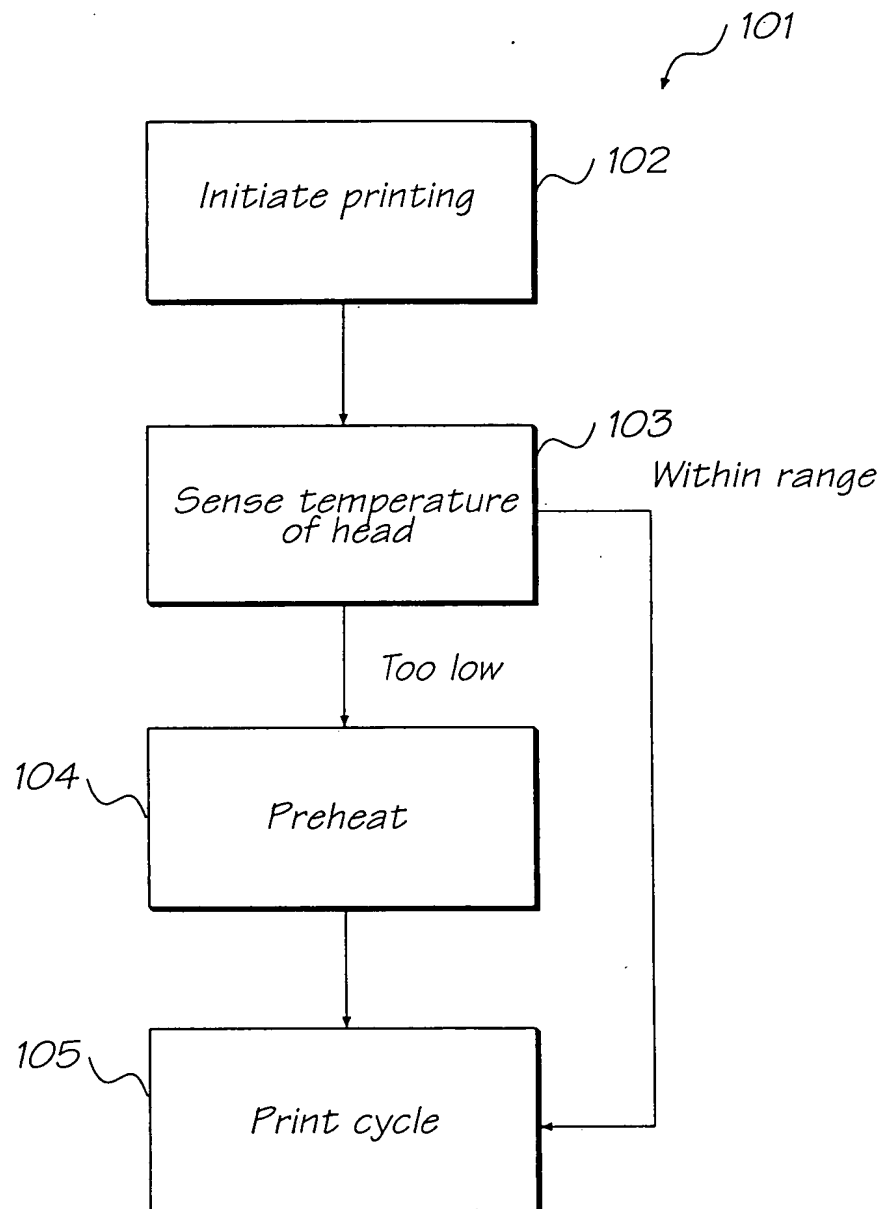 101
Initiate printing
102
103
Within range
Sense temperature
of head
Too low
104
Preheat
105
Print cycle